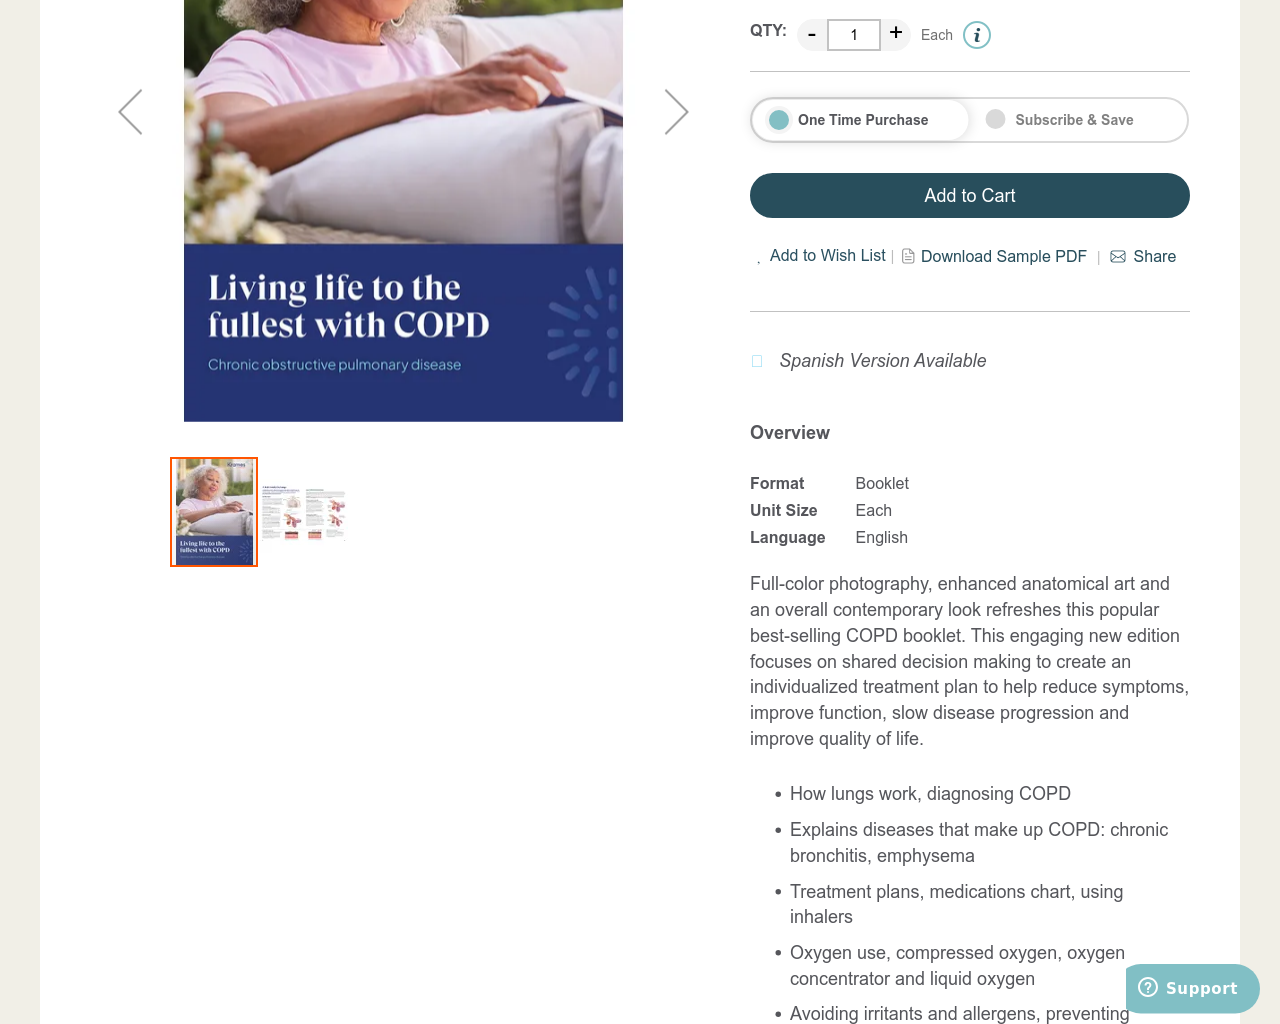 QTY:
- 1 + Each i
One Time Purchase Subscribe & Save
Add to Cart
Add to Wish List | Download Sample PDF | Share
Living life to the
fullest with COPD
Chronic obstructive pulmonary disease
Spanish Version Available
Overview
Format Booklet
Unit Size Each
Language English
Living life to the
fullest with COPD
Full-color photography, enhanced anatomical art and
an overall contemporary look refreshes this popular
best-selling COPD booklet. This engaging new edition
focuses on shared decision making to create an
individualized treatment plan to help reduce symptoms,
improve function, slow disease progression and
improve quality of life.
• How lungs work, diagnosing COPD
• Explains diseases that make up COPD: chronic
bronchitis, emphysema
• Treatment plans, medications chart, using
inhalers
• Oxygen use, compressed oxygen, oxygen
concentrator and liquid oxygen
• Avoiding irritants and allergens, preventing
Support